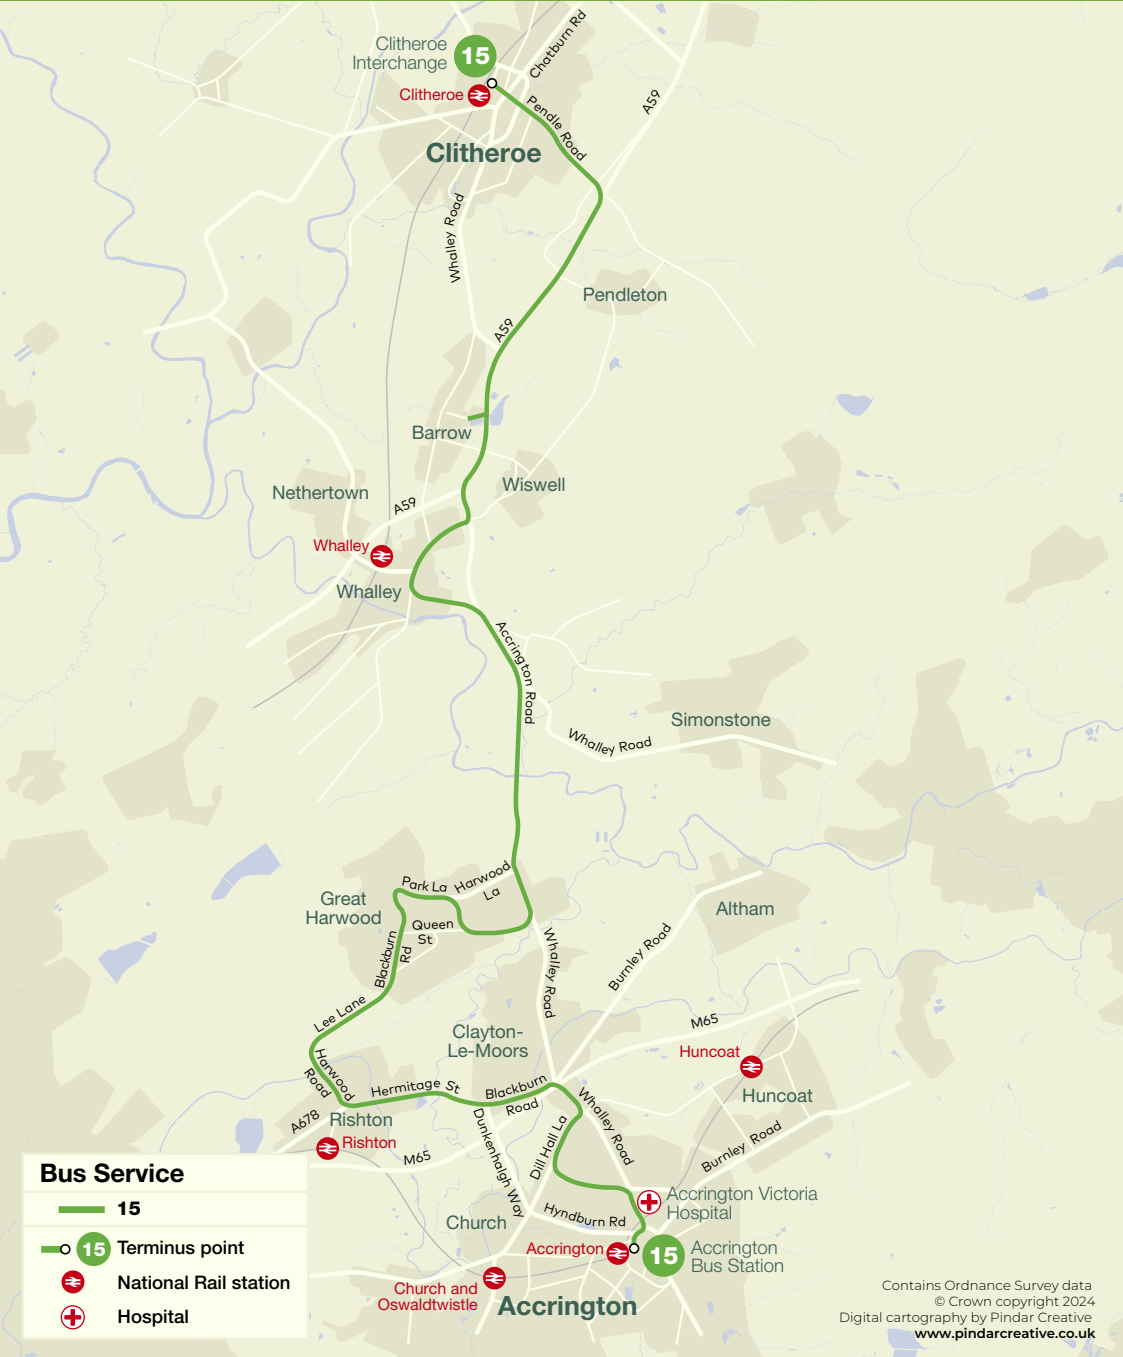 Clitheroe
Interchange
15
Chatburn Rd
Clitheroe
Pendle Road
A59
Clitheroe
Whalley Road
Pendleton
A59
Barrow
Wiswell
Nethertown
A59
Whalley
Whalley
Accrington Road
Simonstone
Whalley Road
Park La
Harwood
La
Great
Harwood
Queen
St
Altham
Blackburn
Rd
Whalley Road
Burnley Road
Lee Lane
M65
Clayton-
Le-Moors
Huncoat
Harwood
Road
Hermitage St
Blackburn
Road
Huncoat
A678
Rishton
Rishton
Dunkenhalgh Way
Dill Hall La
Whalley Road
Burnley Road
M65
Accrington Victoria
Hospital
Church
Hyndburn Rd
Accrington
15
Accrington
Bus Station
Church and
Oswaldtwistle
Accrington
Bus Service
15
15
Terminus point
National Rail station
Hospital
Contains Ordnance Survey data
© Crown copyright 2024
Digital cartography by Pindar Creative
www.pindarcreative.co.uk